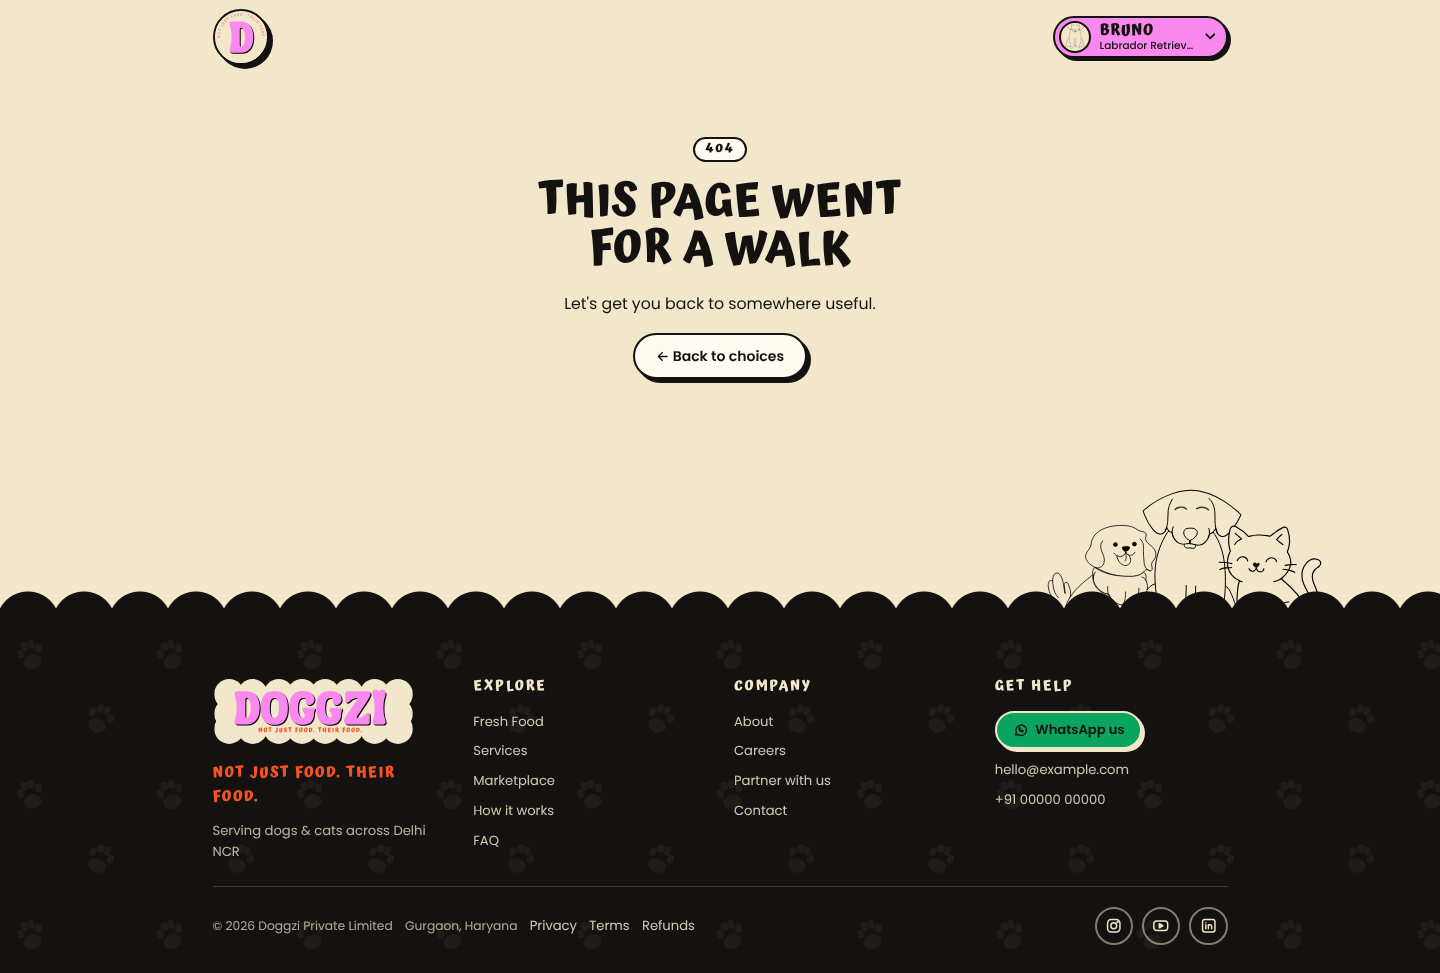 D
BRUNO
Labrador Retriev...
404
THIS PAGE WENT
FOR A WALK
Let's get you back to somewhere useful.
← Back to choices
DOGGZI
NOT JUST FOOD. THEIR FOOD.
NOT JUST FOOD. THEIR
FOOD.
Serving dogs & cats across Delhi
NCR
EXPLORE
Fresh Food
Services
Marketplace
How it works
FAQ
COMPANY
About
Careers
Partner with us
Contact
GET HELP
WhatsApp us
hello@example.com
+91 00000 00000
© 2026 Doggzi Private Limited Gurgaon, Haryana Privacy Terms Refunds